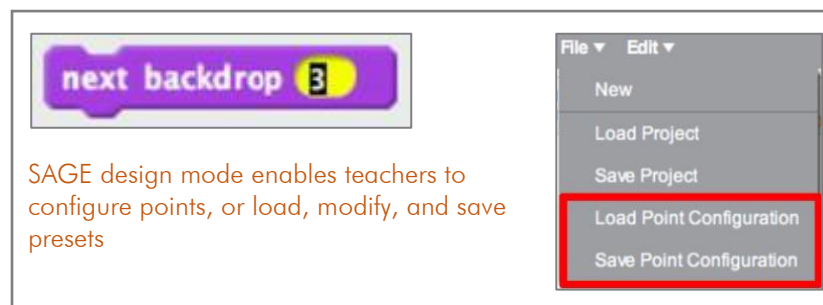 next backdrop 3
SAGE design mode enables teachers to
configure points, or load, modify, and save
presets
File ▼ Edit ▼
New
Load Project
Save Project
Load Point Configuration
Save Point Configuration